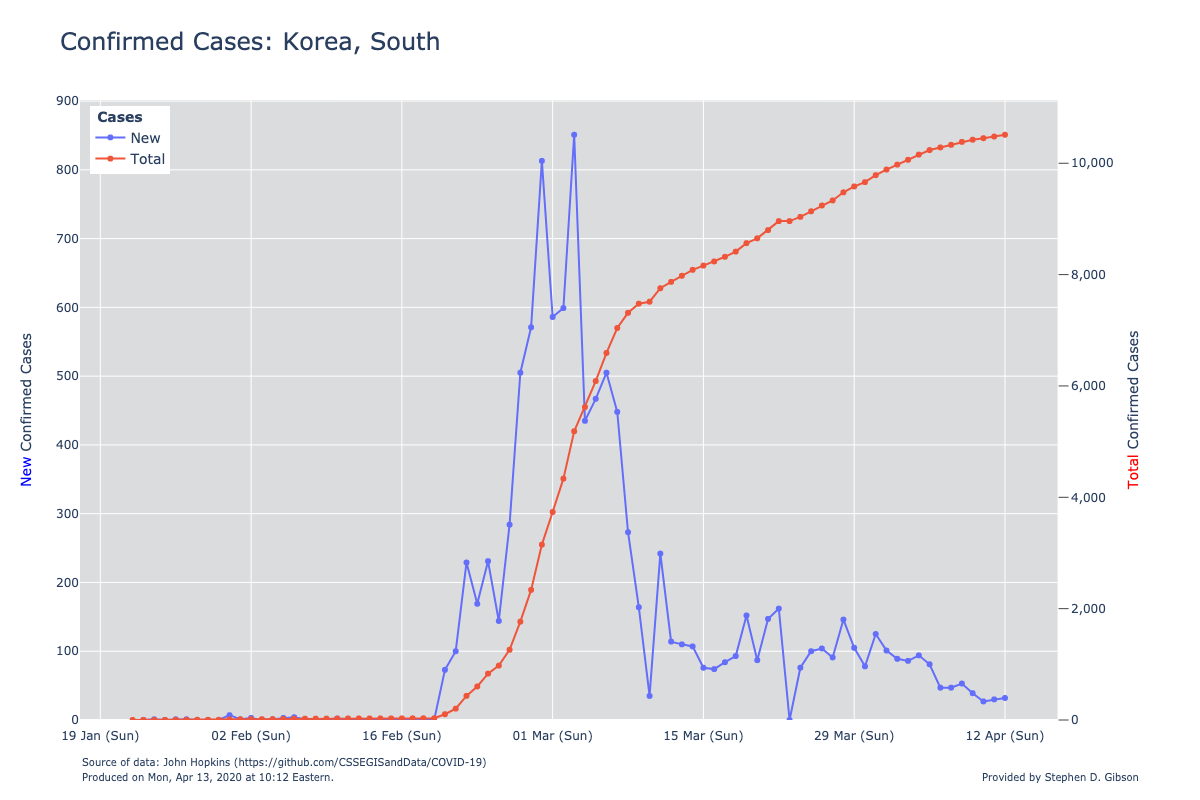 Confirmed Cases: Korea, South
Cases
New
Total
900
800
700
600
500
400
300
200
100
0
New Confirmed Cases
10,000
8,000
6,000
4,000
2,000
0
Total Confirmed Cases
19 Jan (Sun)
02 Feb (Sun)
16 Feb (Sun)
01 Mar (Sun)
15 Mar (Sun)
29 Mar (Sun)
12 Apr (Sun)
Source of data: John Hopkins (https://github.com/CSSEGISandData/COVID-19)
Produced on Mon, Apr 13, 2020 at 10:12 Eastern.
Provided by Stephen D. Gibson